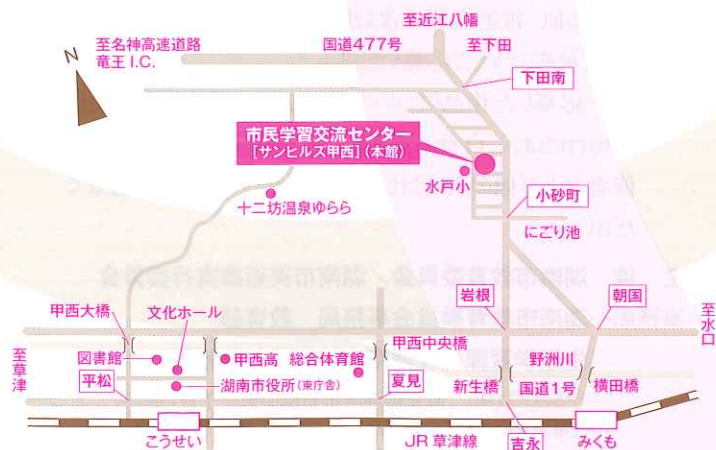 至近江八幡
至名神高速道路
竜王 I.C.
国道477号
至下田
N
下田南
市民学習交流センター
[サンヒルズ甲西](本館)
水戸小
十二坊温泉ゆらら
小砂町
にごり池
甲西大橋
文化ホール
岩根
朝国
至水口
甲西中央橋
至草津
図書館
甲西高
総合体育館
野洲川
平松
湖南市役所(東庁舎)
夏見
新生橋
国道1号
横田橋
こうせい
JR 草津線
吉永
みくも